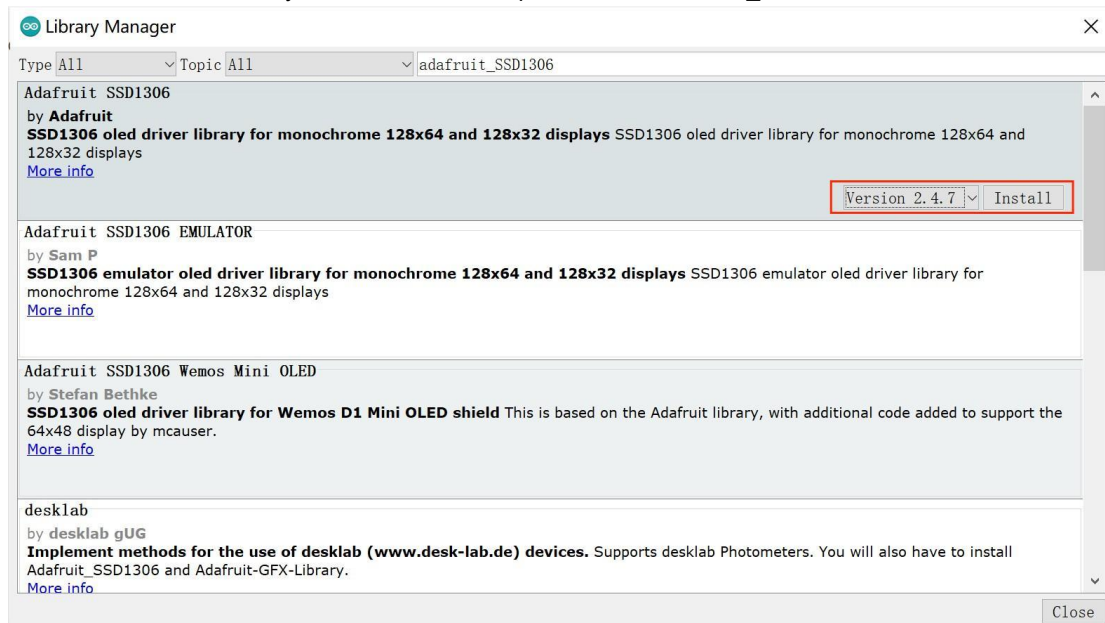 Library Manager
Type All Topic All adafruit_SSD1306
Adafruit SSD1306
by Adafruit
SSD1306 oled driver library for monochrome 128x64 and 128x32 displays SSD1306 oled driver library for monochrome 128x64 and
128x32 displays
More info
Version 2.4.7 Install
Adafruit SSD1306 EMULATOR
by Sam P
SSD1306 emulator oled driver library for monochrome 128x64 and 128x32 displays SSD1306 emulator oled driver library for
monochrome 128x64 and 128x32 displays
More info
Adafruit SSD1306 Wemos Mini OLED
by Stefan Bethke
SSD1306 oled driver library for Wemos D1 Mini OLED shield This is based on the Adafruit library, with additional code added to support the
64x48 display by mcauser.
More info
desklab
by desklab gUG
Implement methods for the use of desklab (www.desk-lab.de) devices. Supports desklab Photometers. You will also have to install
Adafruit_SSD1306 and Adafruit-GFX-Library.
More info
Close